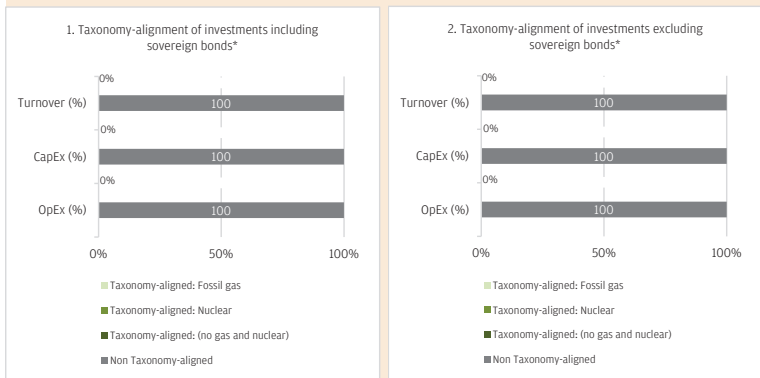 1. Taxonomy-alignment of investments including
sovereign bonds*
0%
Turnover (%)
100
0%
CapEx (%)
100
0%
OpEx (%)
100
0%
50%
100%
Taxonomy-aligned: Fossil gas
Taxonomy-aligned: Nuclear
Taxonomy-aligned: (no gas and nuclear)
Non Taxonomy-aligned
2. Taxonomy-alignment of investments excluding
sovereign bonds*
0%
Turnover (%)
100
0%
CapEx (%)
100
0%
OpEx (%)
100
0%
50%
100%
Taxonomy-aligned: Fossil gas
Taxonomy-aligned: Nuclear
Taxonomy-aligned: (no gas and nuclear)
Non Taxonomy-aligned